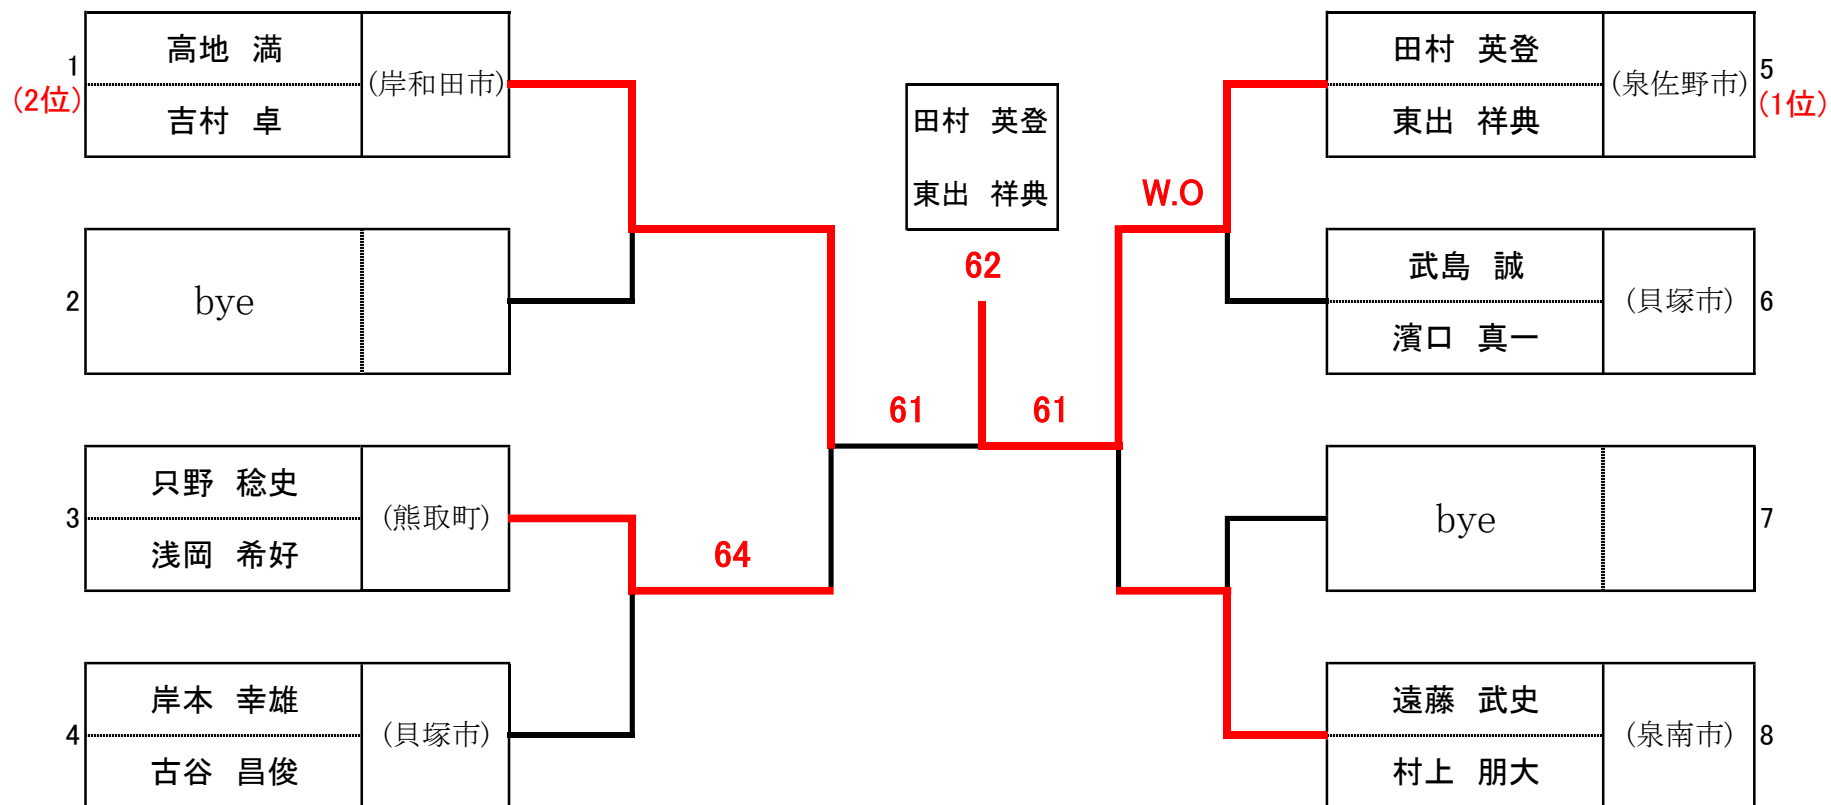 1
(2位)
高地 満
吉村 卓
(岸和田市)
2
bye
3
只野 稔史
浅岡 希好
(熊取町)
4
岸本 幸雄
古谷 昌俊
(貝塚市)
64
61
田村 英登
東出 祥典
62
61
W.O
田村 英登
東出 祥典
(泉佐野市)
5
(1位)
武島 誠
濱口 真一
(貝塚市)
6
bye
7
遠藤 武史
村上 朋大
(泉南市)
8